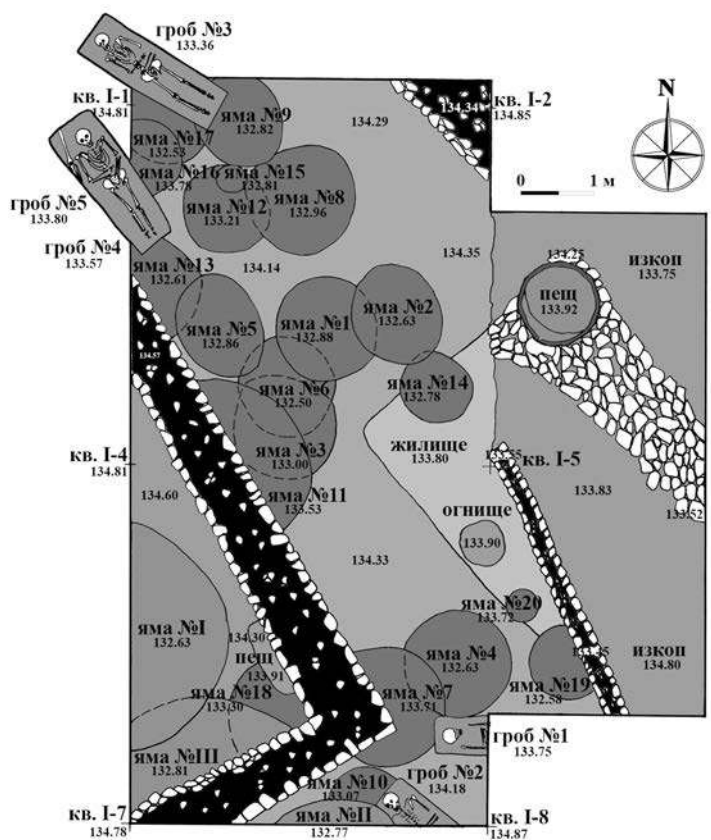 гроб №3
133.36
N
кв. I-1
134.81
яма №9
132.82
134.29
134.34
кв. I-2
134.85
яма №17
132.53
яма №16
133.78
яма №15
132.81
яма №8
132.96
яма №12
133.21
0 1 м
гроб №5
133.80
гроб №4
133.57
134.14
134.35
134.25
изкоп
133.75
яма №13
132.61
пещ
133.92
яма №5
132.86
яма №1
132.88
яма №2
132.63
134.57
яма №6
132.50
яма №14
132.78
жилище
133.80
яма №3
133.00
кв. I-4
134.81
кв. I-5
134.60
яма №11
133.53
133.83
133.52
огнище
133.90
134.33
яма №I
132.63
яма №20
133.72
134.30
пещ
133.91
яма №4
132.63
изкоп
134.80
яма №18
133.30
яма №7
133.71
яма №19
132.58
яма №III
132.81
гроб №1
133.75
яма №10
133.07
гроб №2
134.18
кв. I-7
134.78
яма №II
132.77
кв. I-8
134.87